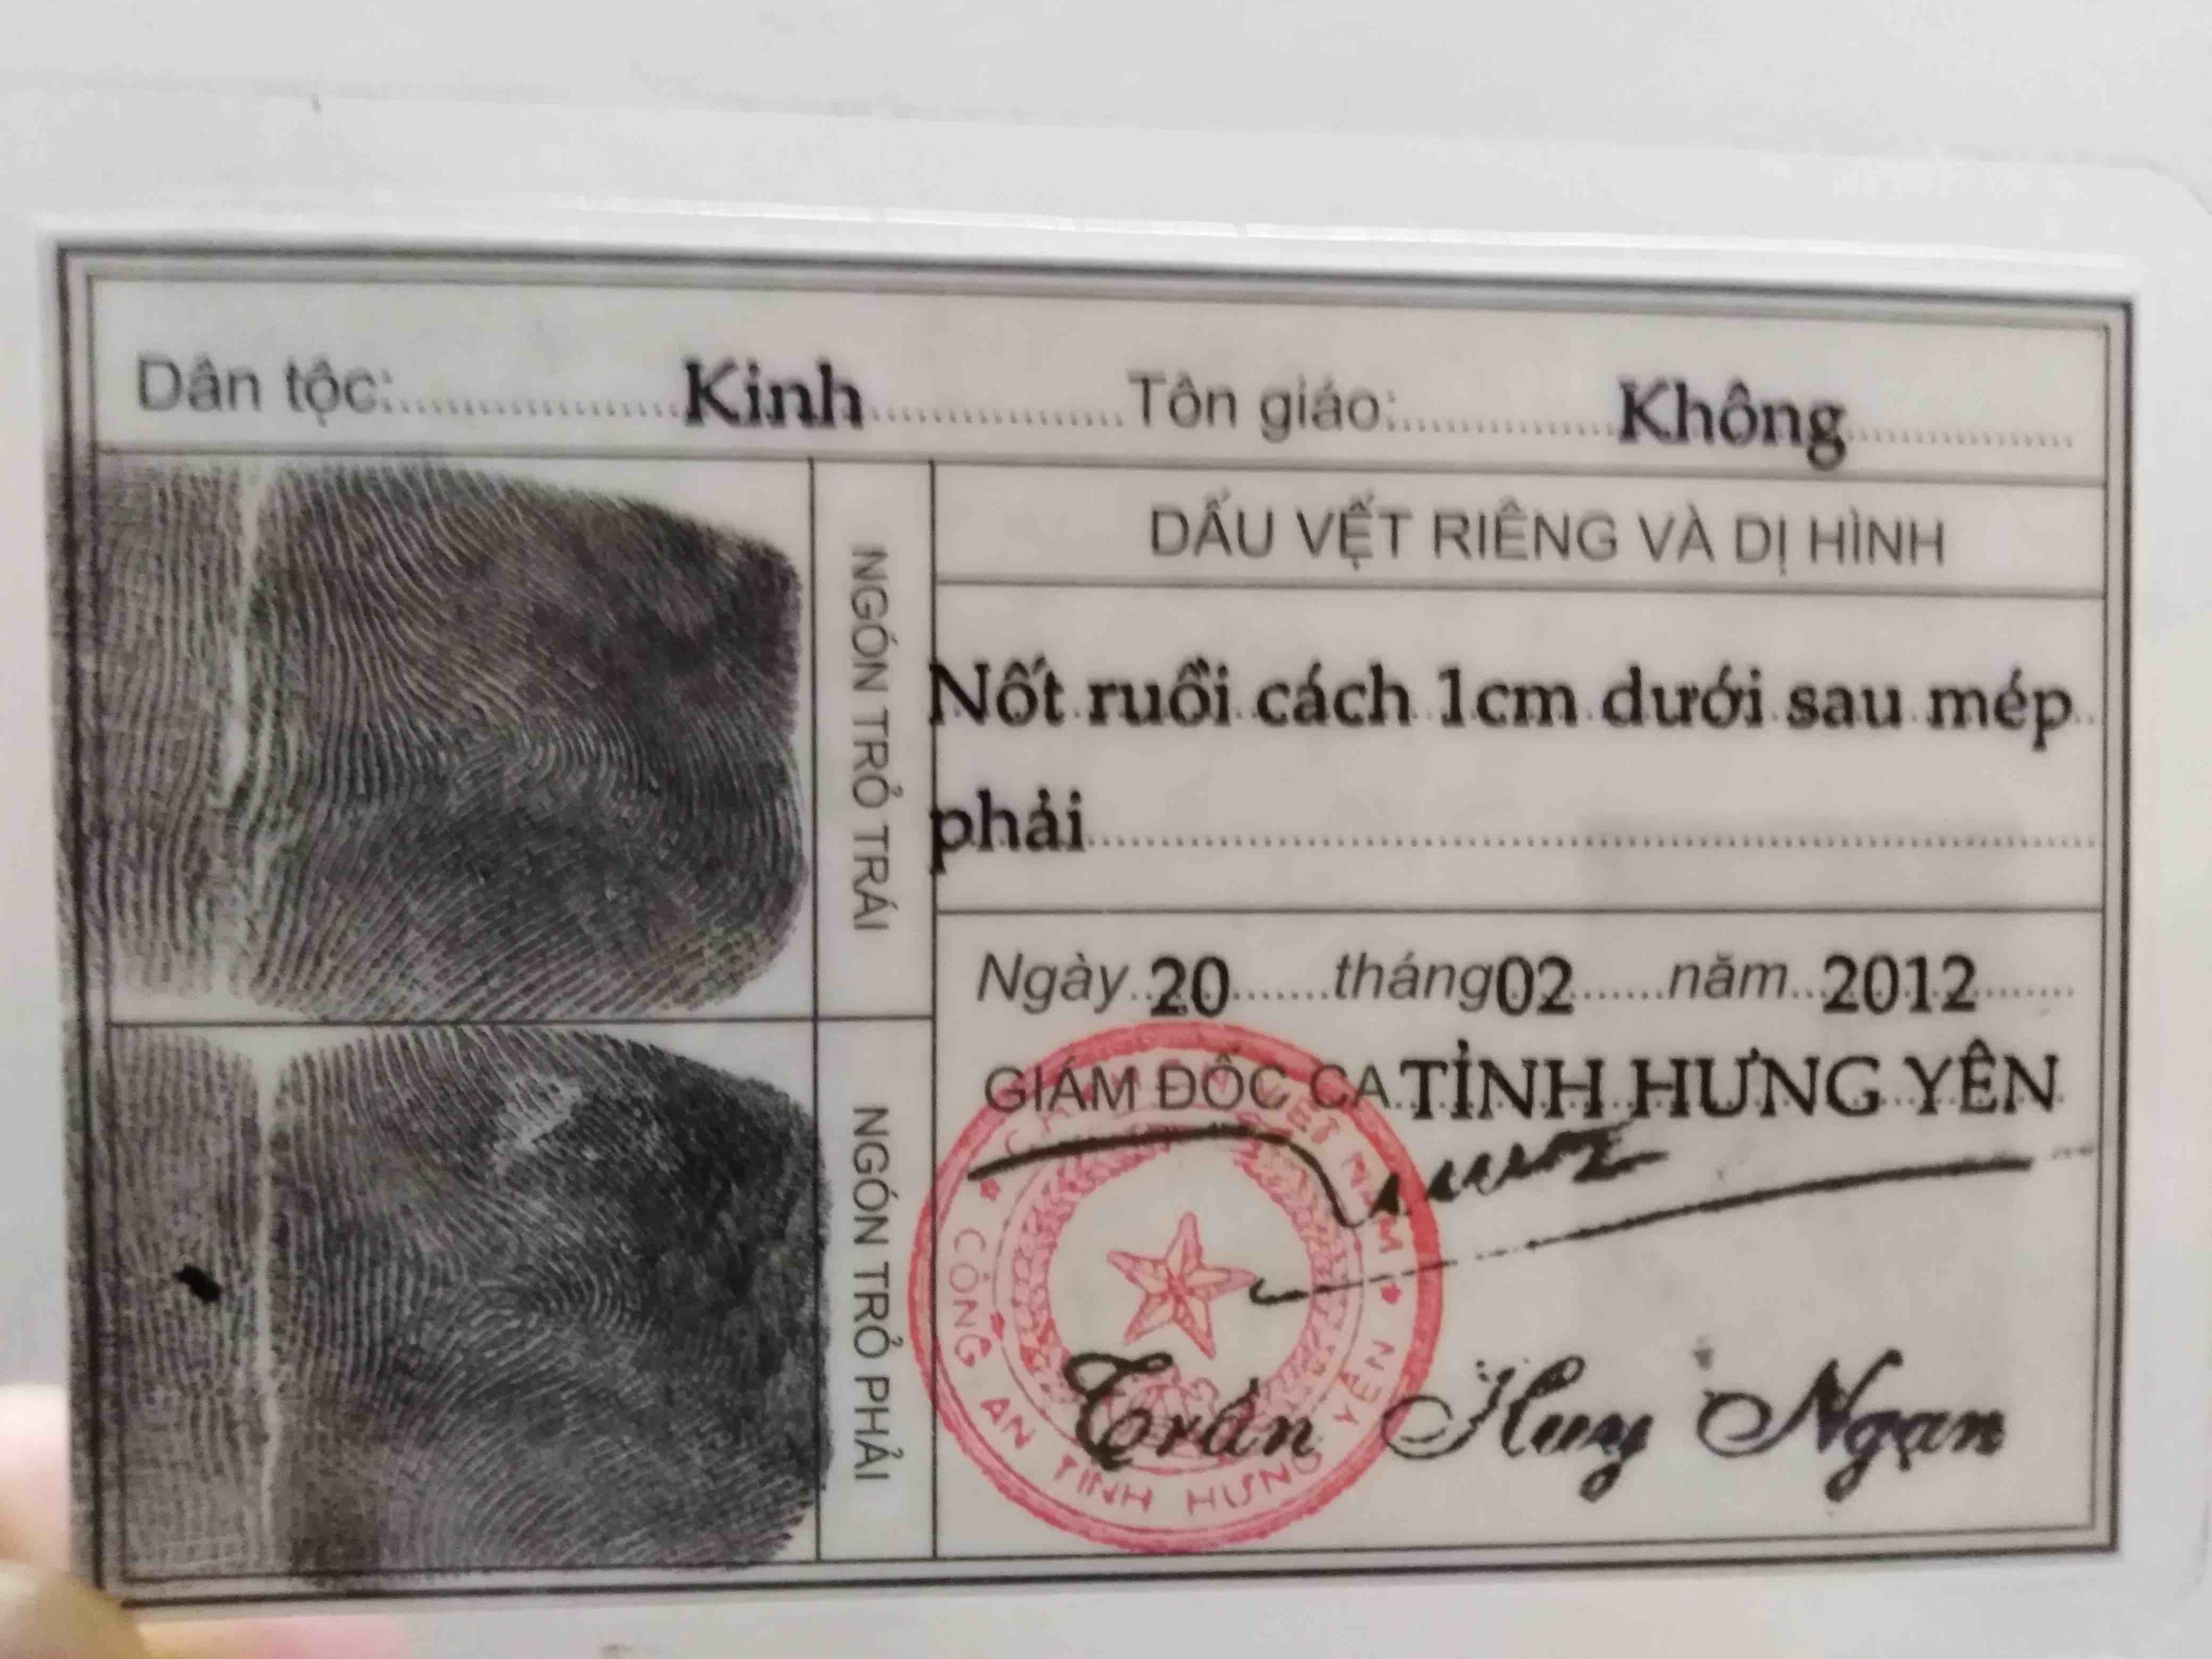 Dân tộc: Kinh Tôn giáo: Không
NGÓN TRỎ TRÁI
DẤU VẾT RIÊNG VÀ DỊ HÌNH
Nốt ruồi cách 1cm dưới sau mép
phải
NGÓN TRỎ PHẢI
Ngày 20 tháng 02 năm 2012
GIÁM ĐỐC CA TỈNH HƯNG YÊN
CÔNG AN TỈNH HƯNG YÊN
Trần Huy Ngạn